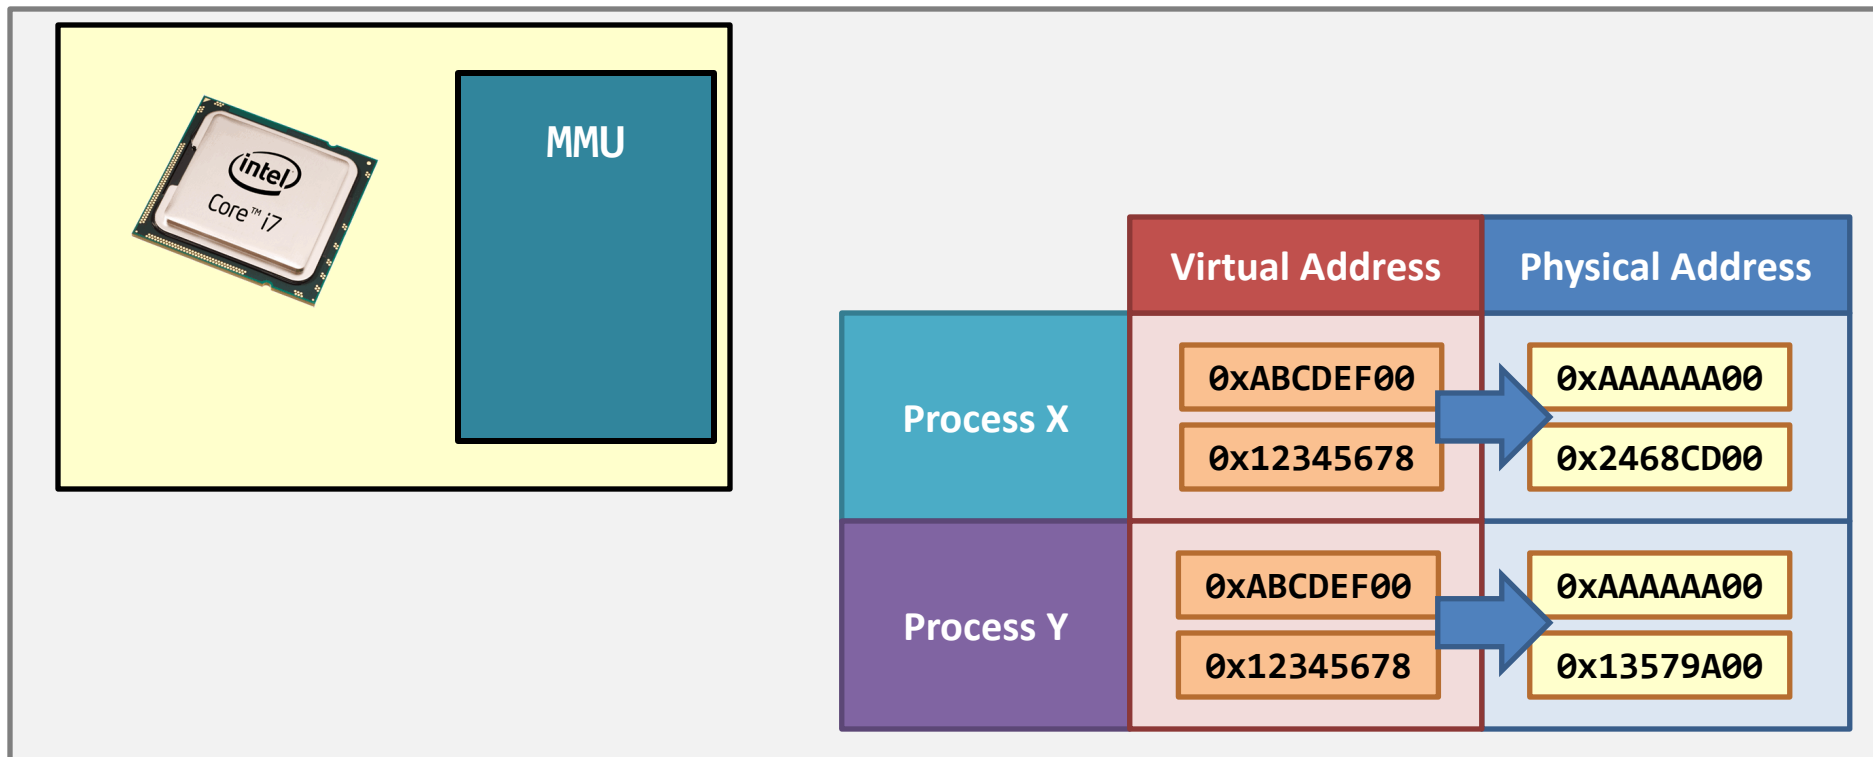 MMU
intel
Core™ i7
Virtual Address
Physical Address
Process X
0xABCDEF00
0xAAAAAA00
0x12345678
0x2468CD00
Process Y
0xABCDEF00
0xAAAAAA00
0x12345678
0x13579A00